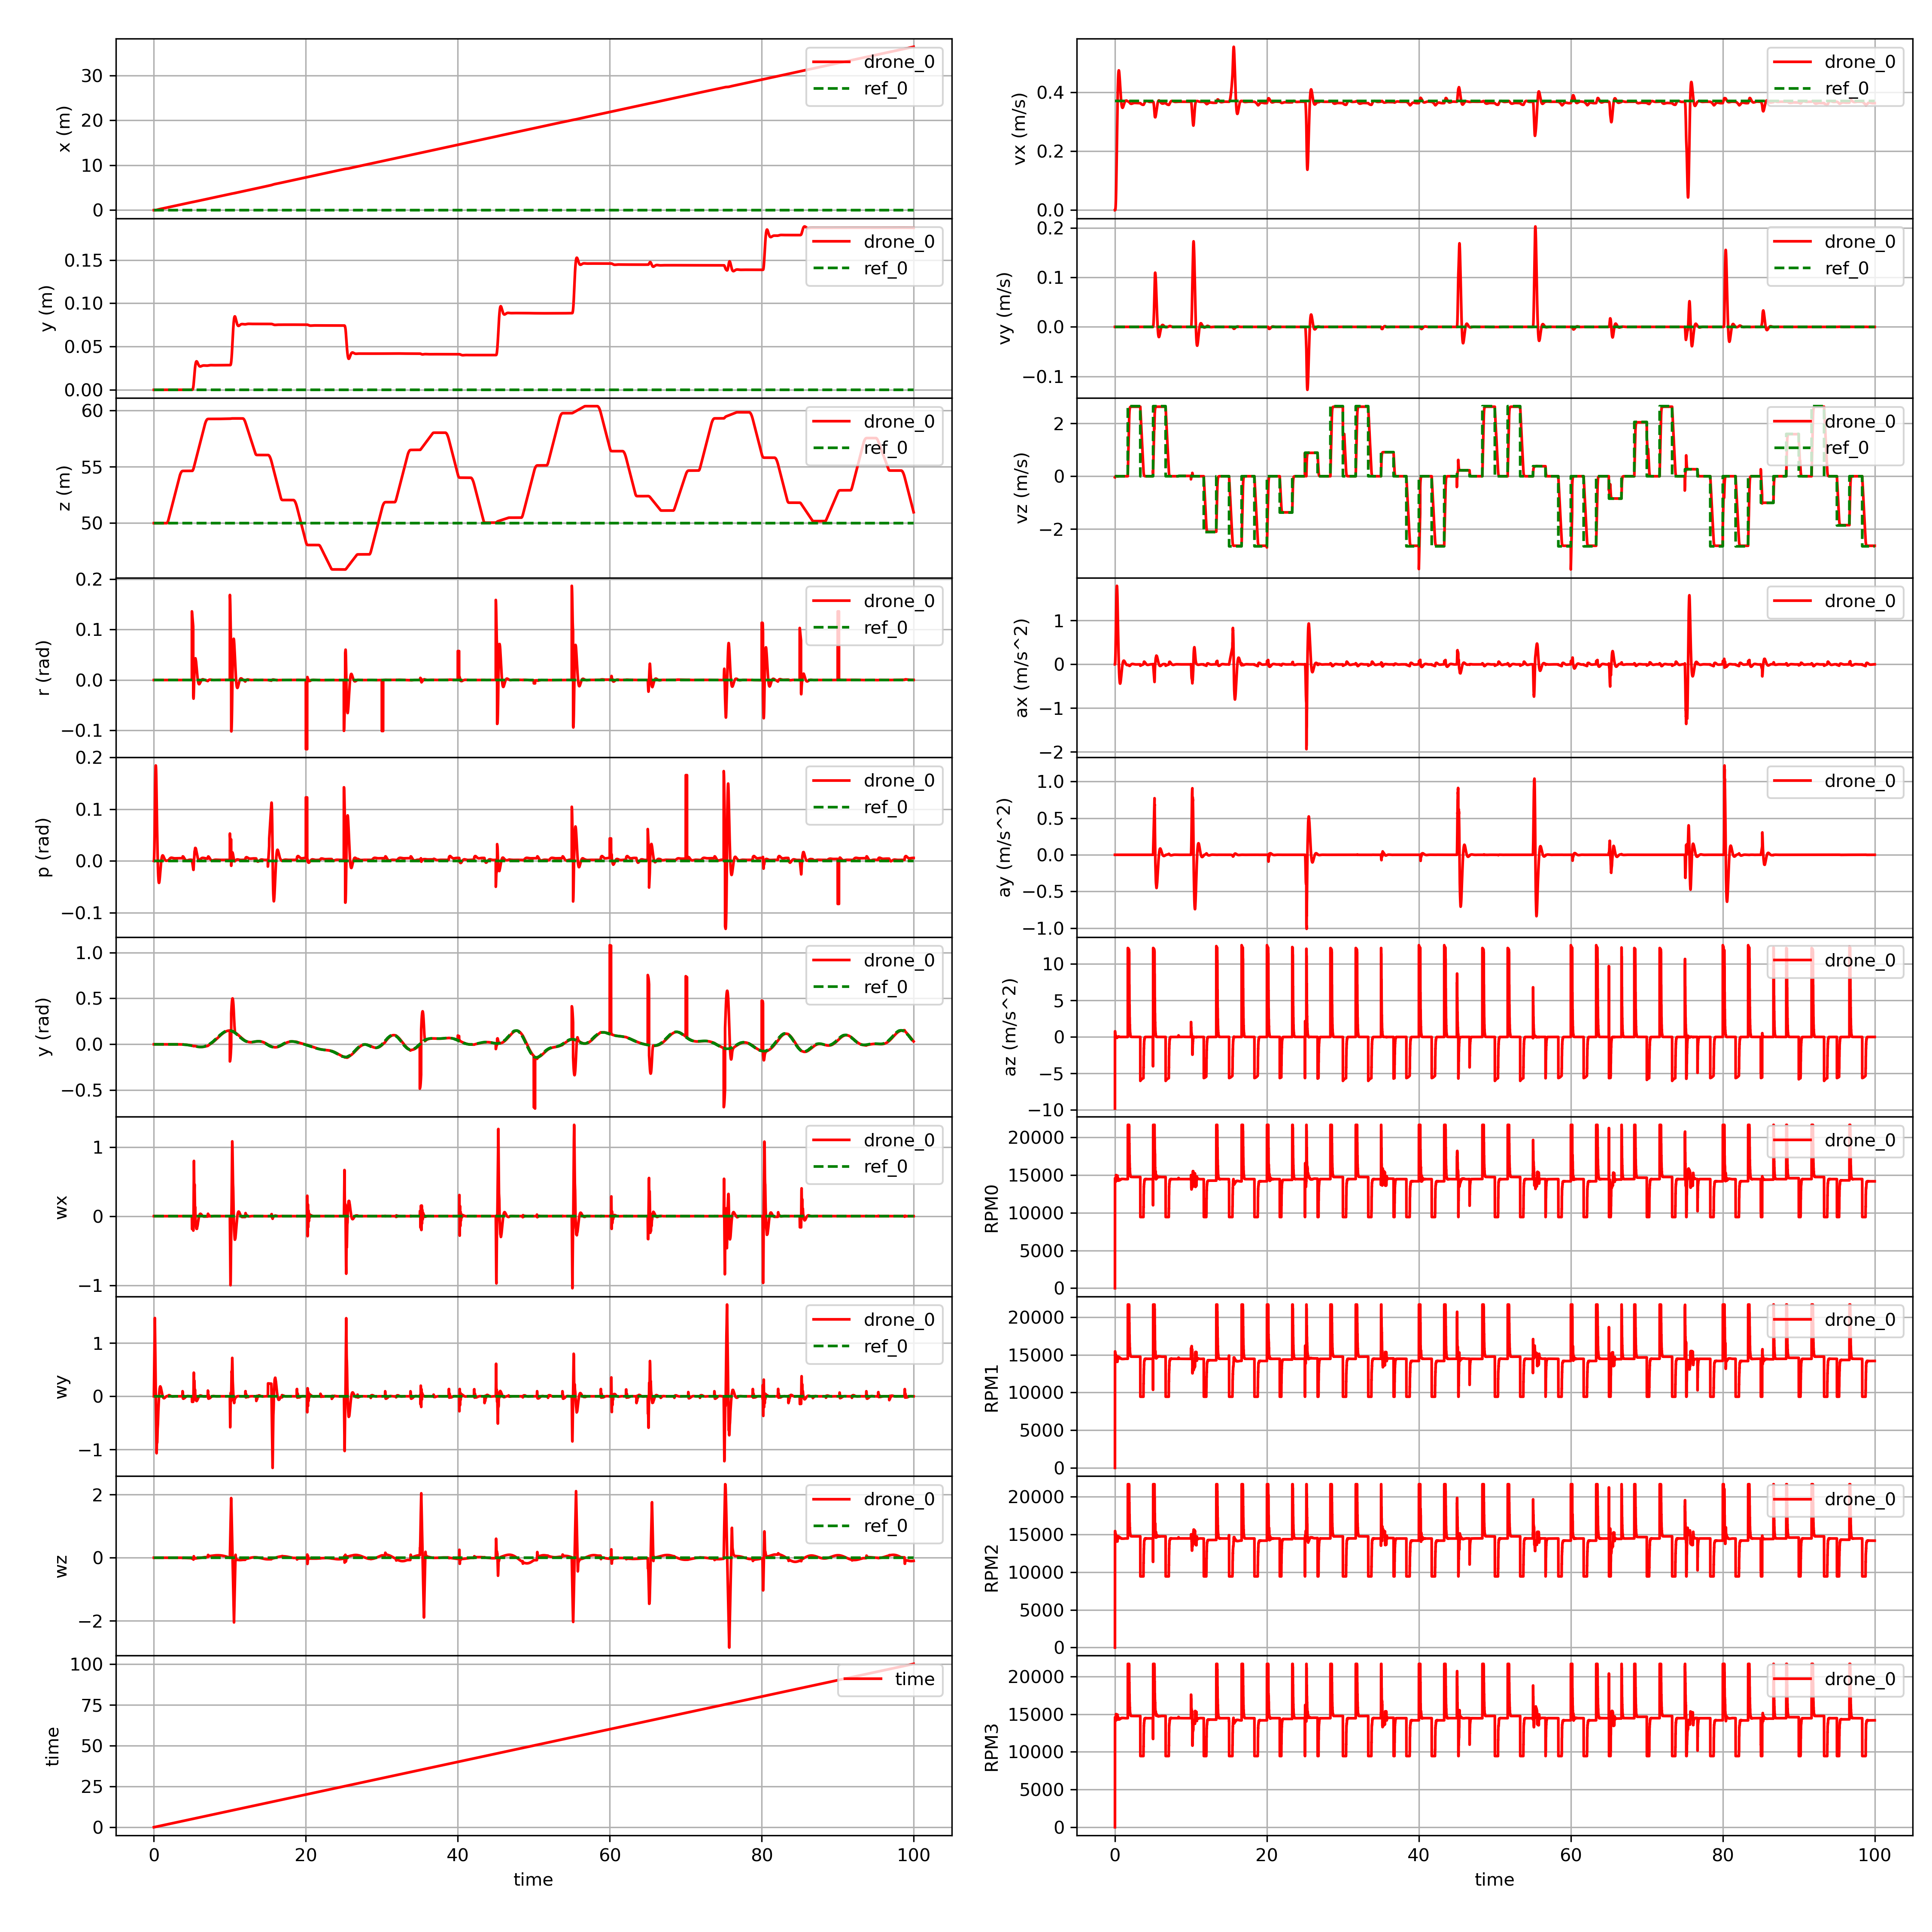 x (m)
30
20
10
0
drone_0
ref_0
y (m)
0.15
0.10
0.05
0.00
drone_0
ref_0
z (m)
60
55
50
drone_0
ref_0
r (rad)
0.2
0.1
0.0
−0.1
drone_0
ref_0
p (rad)
0.2
0.1
0.0
−0.1
drone_0
ref_0
y (rad)
1.0
0.5
0.0
−0.5
drone_0
ref_0
wx
1
0
−1
drone_0
ref_0
wy
1
0
−1
drone_0
ref_0
wz
2
0
−2
drone_0
ref_0
time
100
75
50
25
0
time
0 20 40 60 80 100
time
vx (m/s)
0.4
0.2
0.0
drone_0
ref_0
vy (m/s)
0.2
0.1
0.0
−0.1
drone_0
ref_0
vz (m/s)
2
0
−2
drone_0
ref_0
ax (m/s^2)
1
0
−1
−2
drone_0
ay (m/s^2)
1.0
0.5
0.0
−0.5
−1.0
drone_0
az (m/s^2)
10
5
0
−5
−10
drone_0
RPM0
20000
15000
10000
5000
0
drone_0
RPM1
20000
15000
10000
5000
0
drone_0
RPM2
20000
15000
10000
5000
0
drone_0
RPM3
20000
15000
10000
5000
0
drone_0
0 20 40 60 80 100
time